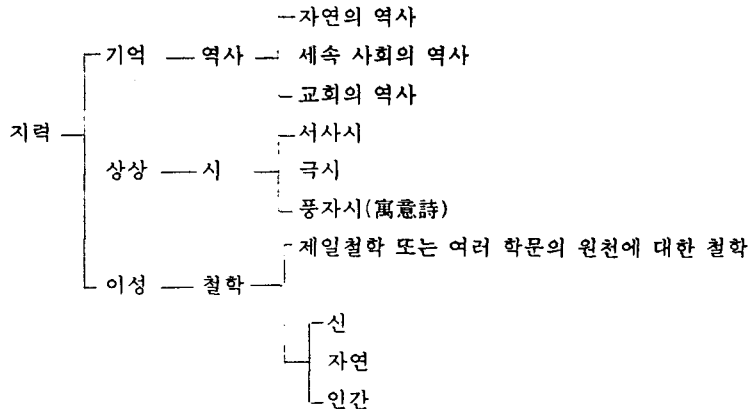 자연의 역사
기억 역사 세속 사회의 역사
교회의 역사
지력
서사시
상상 시 극시
풍자시(寓意詩)
제일철학 또는 여러 학문의 원천에 대한 철학
이성 철학
신
자연
인간